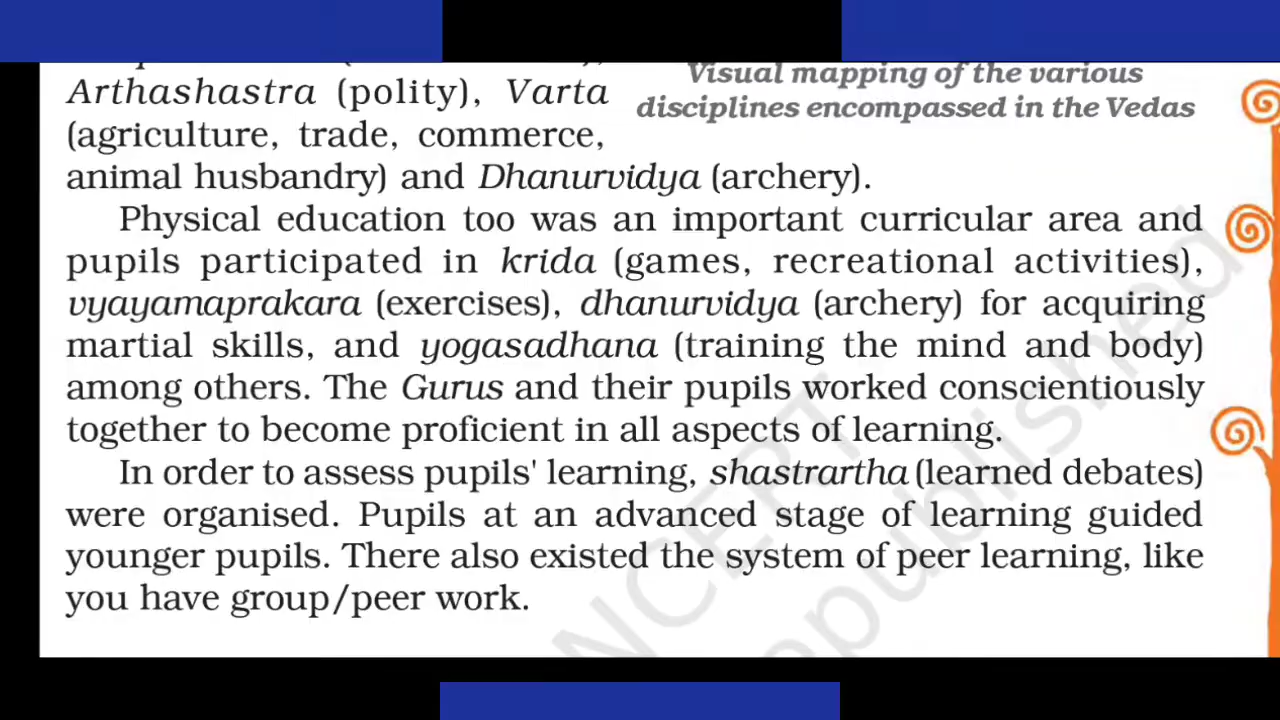 Visual mapping of the various
disciplines encompassed in the Vedas
Arthashastra (polity), Varta
(agriculture, trade, commerce,
animal husbandry) and Dhanurvidya (archery).
Physical education too was an important curricular area and
pupils participated in krida (games, recreational activities),
vyayamaprakara (exercises), dhanurvidya (archery) for acquiring
martial skills, and yogasadhana (training the mind and body)
among others. The Gurus and their pupils worked conscientiously
together to become proficient in all aspects of learning.
In order to assess pupils' learning, shastrartha (learned debates)
were organised. Pupils at an advanced stage of learning guided
younger pupils. There also existed the system of peer learning, like
you have group/peer work.
NCERT
republished